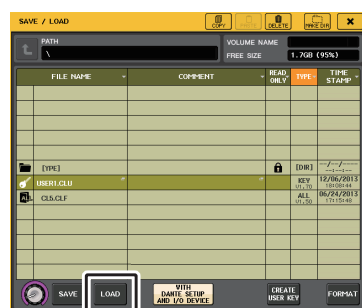 SAVE / LOAD
COPY
PASTE
DELETE
MAKE DIR
PATH
\
VOLUME NAME
FREE SIZE
1.7GB (95%)
FILE NAME
COMMENT
READ ONLY
TYPE
TIME STAMP
[YPE]
[DIR]
--/--/----
--:--:--
USER1.CLU
KEY
V1.70
12/06/2013
18:08:44
ALL
CL5.CLF
ALL
V1.50
06/24/2013
17:15:48
SAVE
LOAD
WITH
DANTE SETUP
AND I/O DEVICE
CREATE
USER KEY
FORMAT